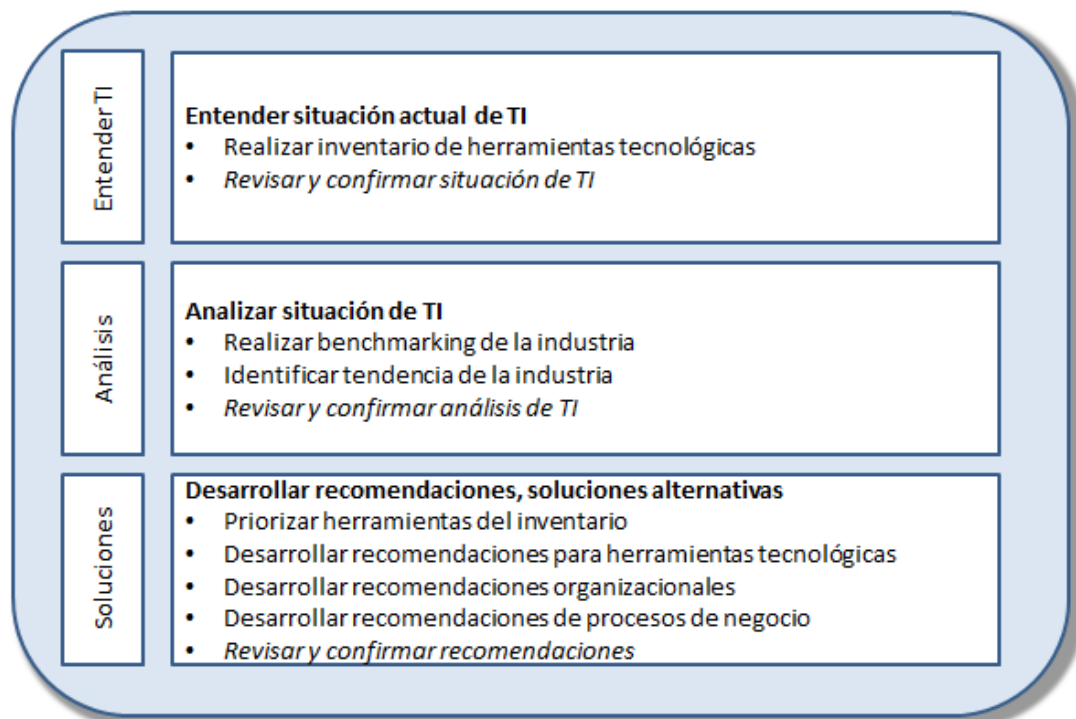 Entender TI
Entender situación actual de TI
• Realizar inventario de herramientas tecnológicas
• Revisar y confirmar situación de TI
Análisis
Analizar situación de TI
• Realizar benchmarking de la industria
• Identificar tendencia de la industria
• Revisar y confirmar análisis de TI
Soluciones
Desarrollar recomendaciones, soluciones alternativas
• Priorizar herramientas del inventario
• Desarrollar recomendaciones para herramientas tecnológicas
• Desarrollar recomendaciones organizacionales
• Desarrollar recomendaciones de procesos de negocio
• Revisar y confirmar recomendaciones